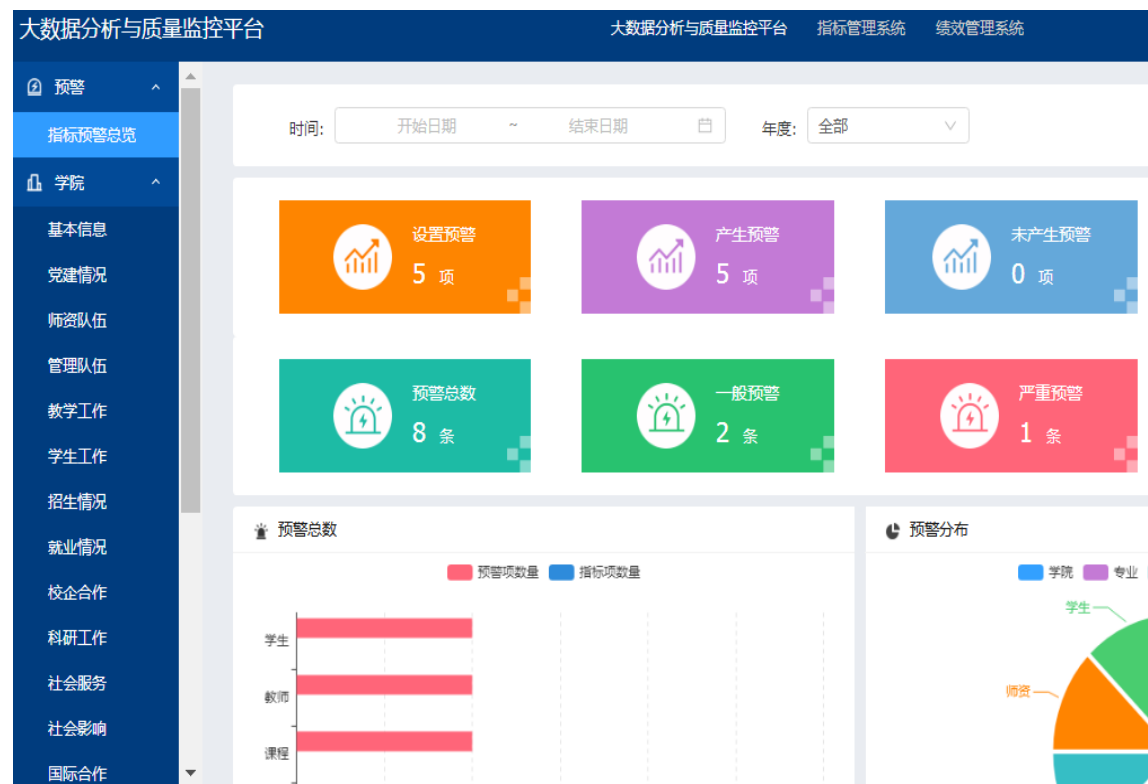 大数据分析与质量监控平台
大数据分析与质量监控平台 指标管理系统 绩效管理系统
预警
指标预警总览
学院
基本信息
党建情况
师资队伍
管理队伍
教学工作
学生工作
招生情况
就业情况
校企合作
科研工作
社会服务
社会影响
国际合作
时间: 开始日期 ~ 结束日期 年度: 全部
设置预警
5 项
产生预警
5 项
未产生预警
0 项
预警总数
8 条
一般预警
2 条
严重预警
1 条
预警总数
预警项数量 指标项数量
学生
教师
课程
预警分布
学院 专业
学生
师资